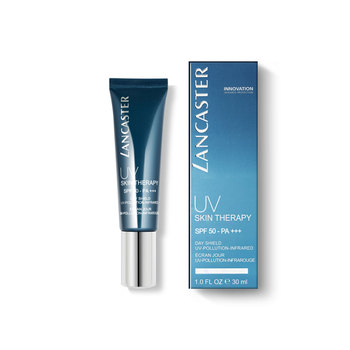 LANCASTER
UV
SKIN THERAPY
SPF 50 - PA +++
DAY SHIELD
UV-POLLUTION-INFRARED
ÉCRAN JOUR
UV-POLLUTION-INFRAROUGE
INNOVATION
LANCASTER
UV
SKIN THERAPY
SPF 50 - PA +++
DAY SHIELD
UV-POLLUTION-INFRARED
ÉCRAN JOUR
UV-POLLUTION-INFRAROUGE
1.0 FL OZ ℮ 30 ml